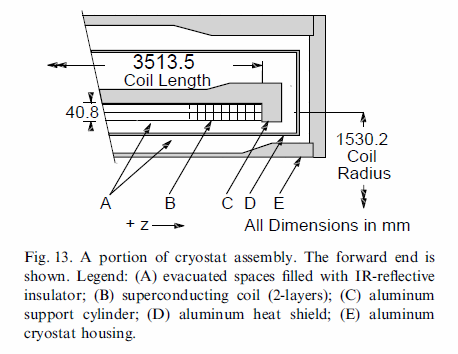 3513.5
Coil Length
40.8
1530.2
Coil
Radius
A B C D E
+ z
All Dimensions in mm
Fig. 13. A portion of cryostat assembly. The forward end is
shown. Legend: (A) evacuated spaces filled with IR-reflective
insulator; (B) superconducting coil (2-layers); (C) aluminum
support cylinder; (D) aluminum heat shield; (E) aluminum
cryostat housing.